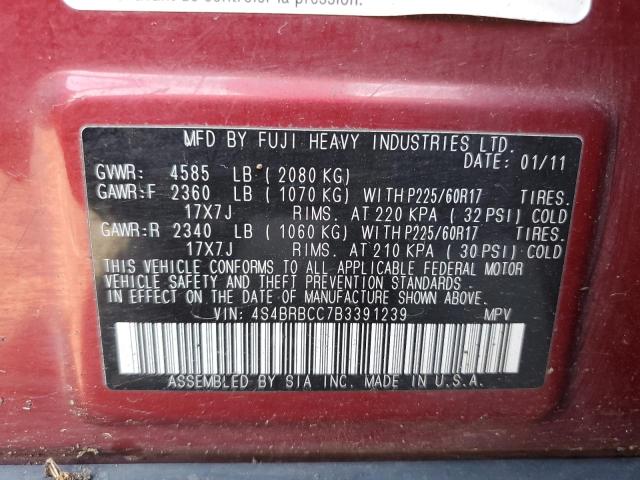 de contrôler la pression.
MFD BY FUJI HEAVY INDUSTRIES LTD.
DATE: 01/11
GVWR: 4585 LB ( 2080 KG)
GAWR:F 2360 LB ( 1070 KG) WITH P225/60R17 TIRES.
17X7J RIMS. AT 220 KPA ( 32 PSI) COLD
GAWR:R 2340 LB ( 1060 KG) WITH P225/60R17 TIRES.
17X7J RIMS. AT 210 KPA ( 30 PSI) COLD
THIS VEHICLE CONFORMS TO ALL APPLICABLE FEDERAL MOTOR
VEHICLE SAFETY AND THEFT PREVENTION STANDARDS
IN EFFECT ON THE DATE OF MANUFACTURE SHOWN ABOVE.
VIN: 4S4BRBCC7B3391239 MPV
ASSEMBLED BY SIA INC. MADE IN U.S.A.